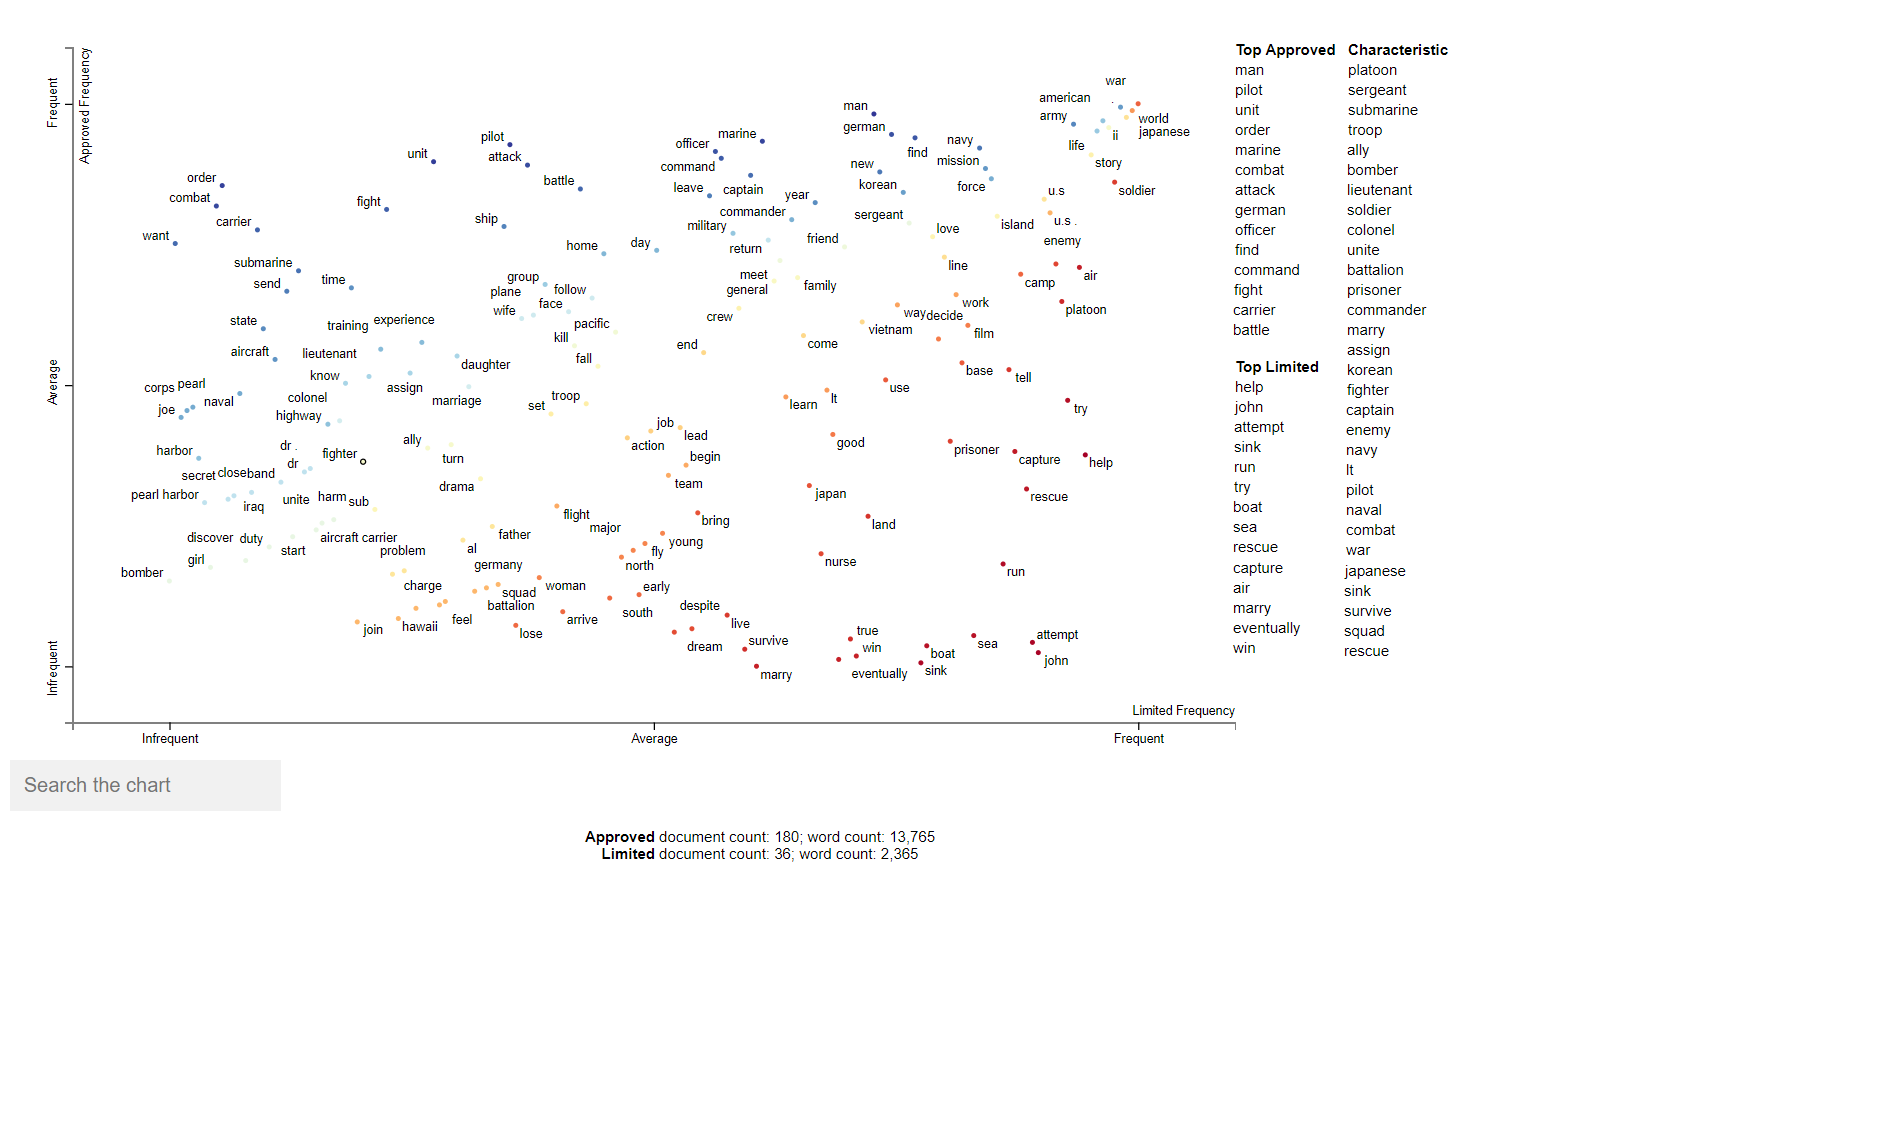 Frequent
Average
Infrequent
Approved Frequency
war
american
.
man
army
world
german
ii
japanese
marine
pilot
officer
find
navy
life
unit
attack
command
new
mission
story
order
battle
leave
captain
korean
force
u.s
soldier
combat
fight
year
carrier
ship
commander
sergeant
island
u.s .
want
military
friend
love
enemy
home
day
return
submarine
line
air
send
time
group
follow
meet
family
camp
plane
general
wife
face
crew
work
platoon
state
training
experience
pacific
way
decide
vietnam
film
aircraft
lieutenant
kill
end
come
daughter
fall
know
base
tell
corps
pearl
assign
use
joe
naval
colonel
marriage
set
troop
learn
lt
try
highway
job
lead
harbor
dr .
ally
action
good
prisoner
dr
fighter
turn
begin
capture
help
secret
close
band
team
pearl harbor
iraq
unite
harm
sub
drama
japan
rescue
flight
bring
land
discover
duty
start
aircraft carrier
father
major
young
girl
problem
al
fly
nurse
bomber
germany
north
run
charge
squad
woman
early
battalion
south
despite
join
hawaii
feel
lose
arrive
live
dream
survive
true
win
boat
sea
attempt
marry
eventually
sink
john
Limited Frequency
Infrequent
Average
Frequent
Top Approved
man
pilot
unit
order
marine
combat
attack
german
officer
find
command
fight
carrier
battle
Top Limited
help
john
attempt
sink
run
try
boat
sea
rescue
capture
air
marry
eventually
win
Characteristic
platoon
sergeant
submarine
troop
ally
bomber
lieutenant
soldier
colonel
unite
battalion
prisoner
commander
marry
assign
korean
fighter
captain
enemy
navy
lt
pilot
naval
combat
war
japanese
sink
survive
squad
rescue
Search the chart
Approved document count: 180; word count: 13,765
Limited document count: 36; word count: 2,365